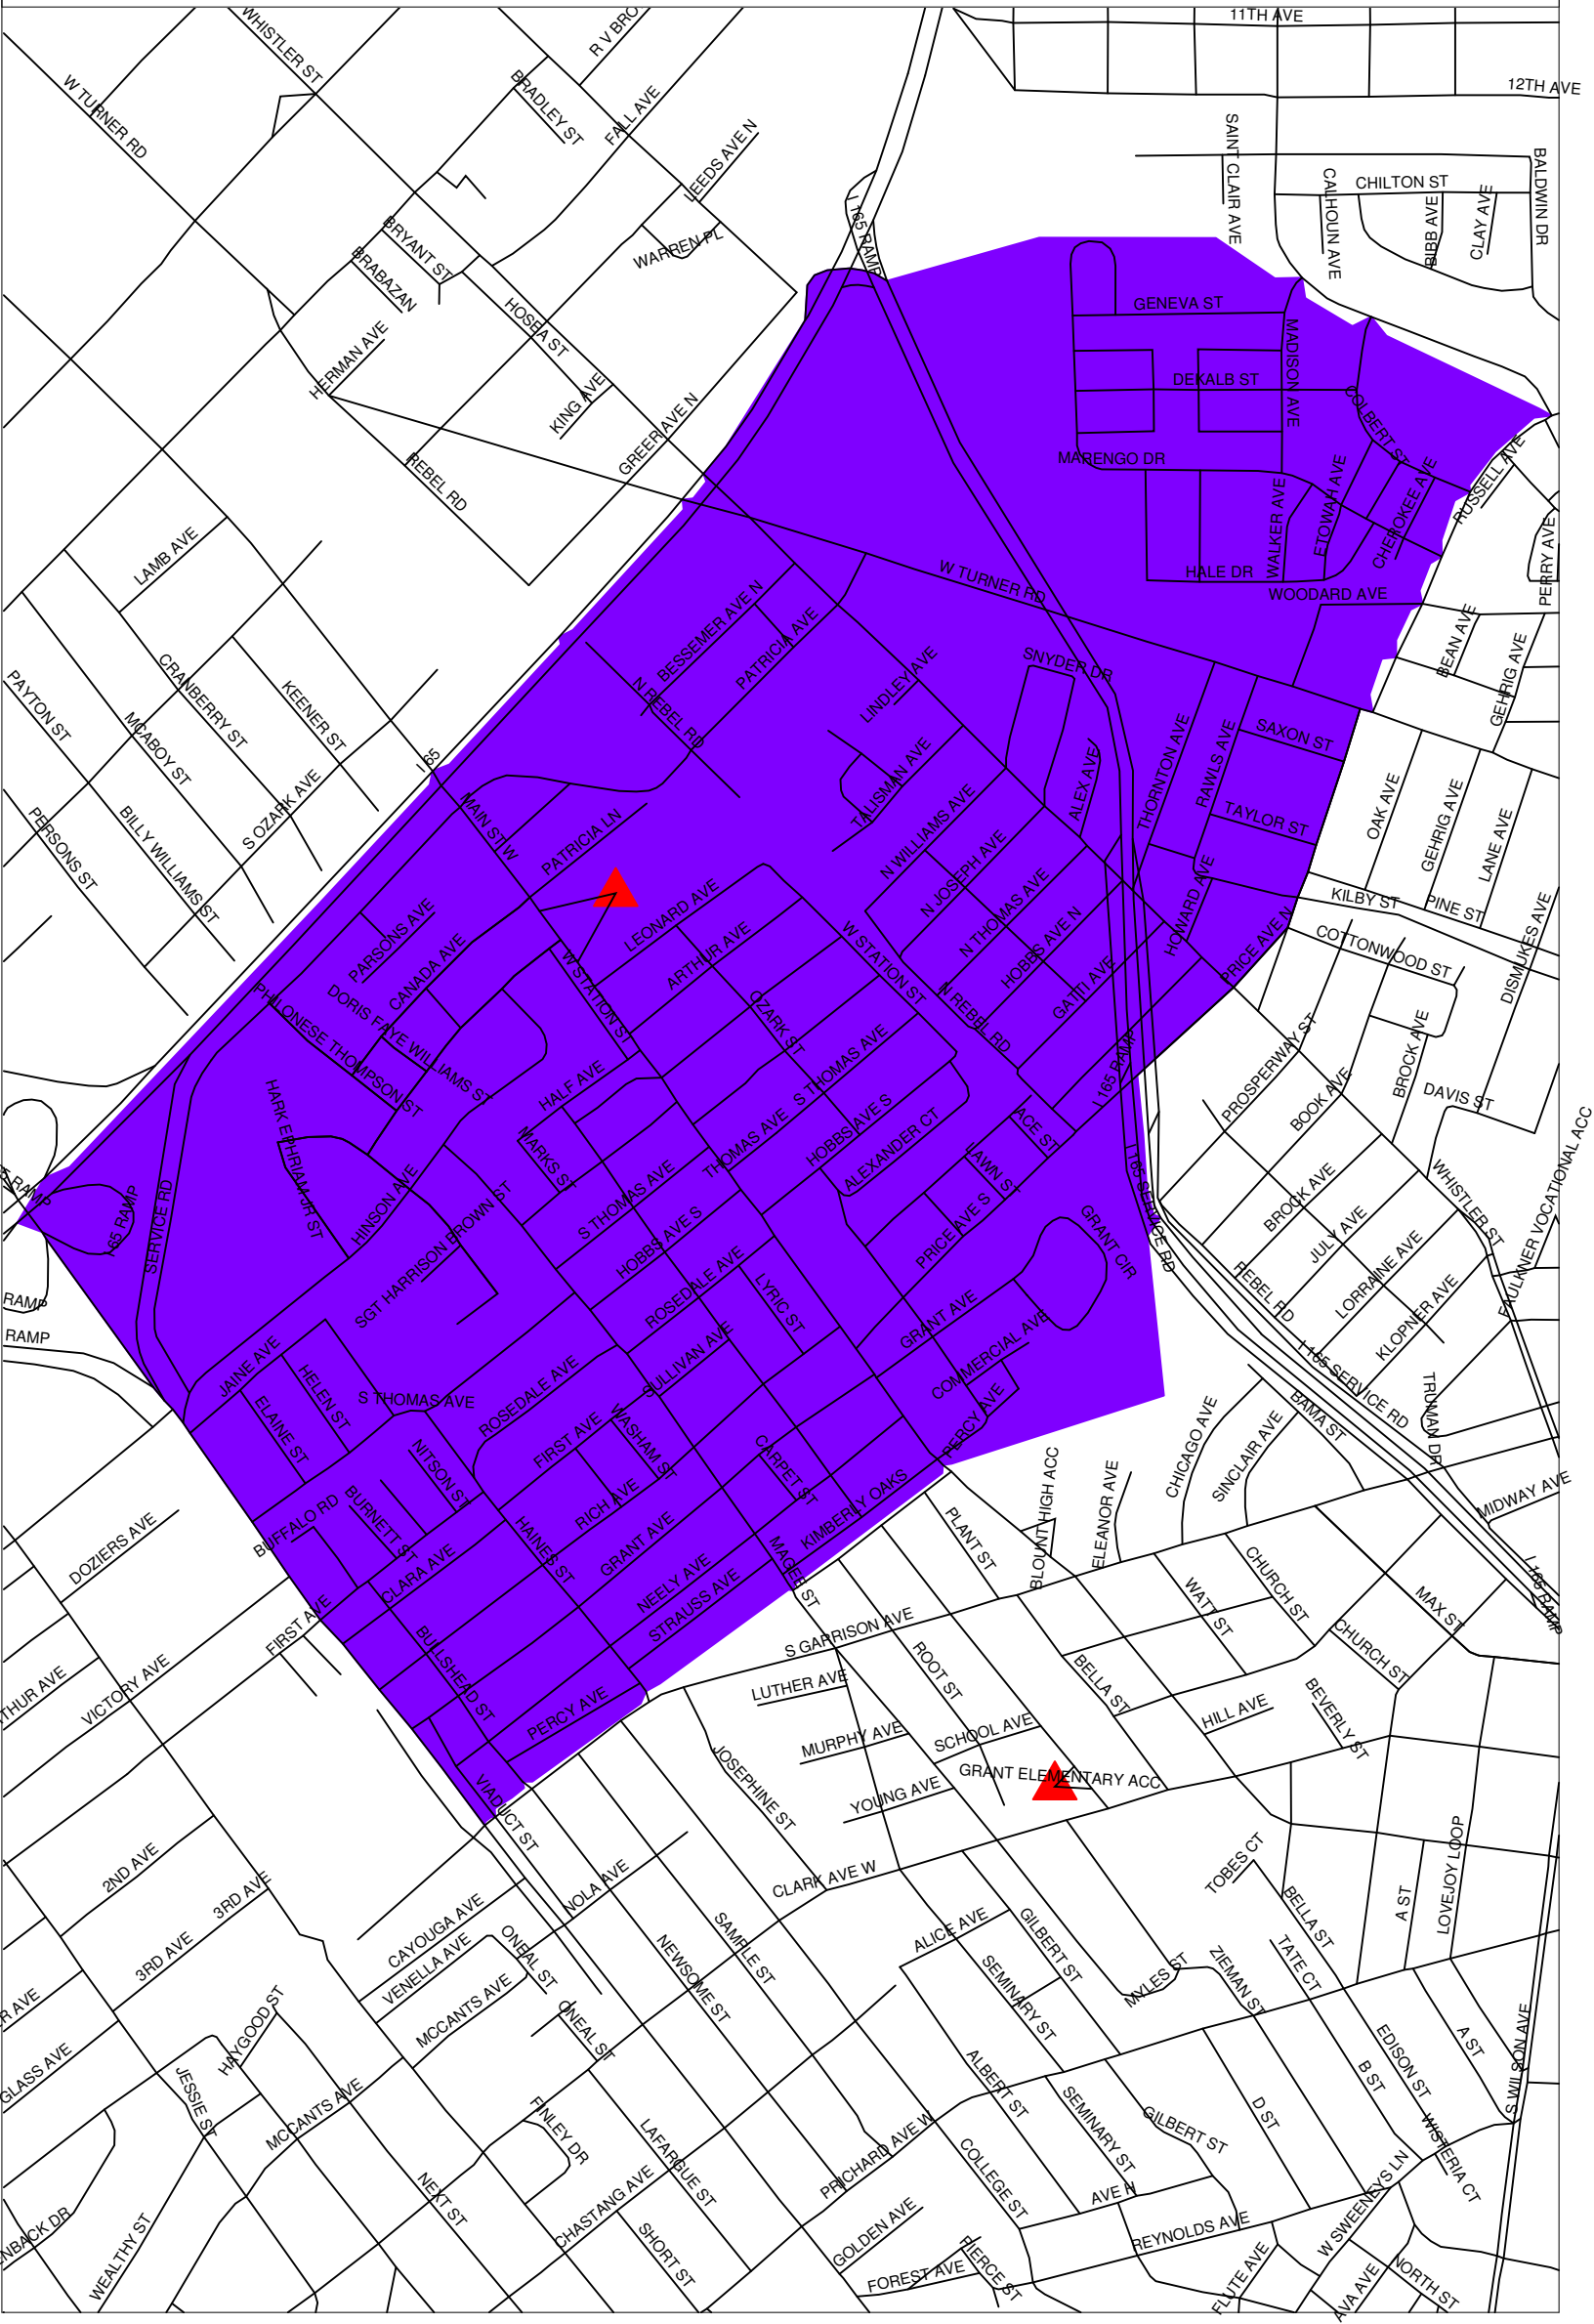 11TH AVE
WHISTLER ST
R V BRO
W TURNER RD
BRADLEY ST
FALL AVE
12TH AVE
LEEDS AVE N
SAINT CLAIR AVE
CALHOUN AVE
CHILTON ST
BIBB AVE
CLAY AVE
BALDWIN DR
I 165 RAMP
BRYANT ST
BRABAZAN
WARREN PL
HOSEA ST
HERMAN AVE
KING AVE
GENEVA ST
MADISON AVE
DEKALB ST
COLBERT ST
GREER AVE N
REBEL RD
MARENGO DR
WALKER AVE
ETOWAH AVE
CHEROKEE AVE
RUSSELL AVE
LAMB AVE
W TURNER RD
HALE DR
WOODARD AVE
PERRY AVE
BESSEMER AVE N
PATRICIA AVE
N REBEL RD
LINDLEY AVE
SNYDER DR
BEAN AVE
GEHRIG AVE
PAYTON ST
CRANBERRY ST
MCABOY ST
KEENER ST
I 65
SAXON ST
THORNTON AVE
RAWLS AVE
ALEX AVE
TALISMAN AVE
OAK AVE
GEHRIG AVE
LANE AVE
PERSONS ST
BILLY WILLIAMS ST
S OZARK AVE
MAIN ST W
PATRICIA LN
N WILLIAMS AVE
N JOSEPH AVE
TAYLOR ST
N THOMAS AVE
HOBBS AVE N
HOWARD AVE
KILBY ST
PINE ST
COTTONWOOD ST
DISMUKES AVE
LEONARD AVE
ARTHUR AVE
W STATION ST
PARSONS AVE
CANADA AVE
W STATION ST
N REBEL RD
GATTI AVE
PRICE AVE N
PHILONESE THOMPSON ST
DORIS FAYE WILLIAMS ST
OZARK ST
S THOMAS AVE
HALF AVE
HARK EPHRIAM JR ST
MARKS ST
THOMAS AVE
HOBBS AVE S
ALEXANDER CT
ACE ST
LAWN ST
I 165 RAMP
PROSPERWAY ST
BOOK AVE
BROCK AVE
DAVIS ST
I 65 RAMP
SERVICE RD
HINSON AVE
SGT HARRISON BROWN ST
S THOMAS AVE
HOBBS AVE S
PRICE AVE S
GRANT CIR
I 165 SERVICE RD
BROCK AVE
JULY AVE
WHISTLER ST
FAULKNER VOCATIONAL ACC
RAMP
RAMP
ROSEDALE AVE
LYRIC ST
GRANT AVE
COMMERCIAL AVE
REBEL RD
LORRAINE AVE
KLOPNER AVE
I 165 SERVICE RD
JAINE AVE
HELEN ST
ELAINE ST
S THOMAS AVE
ROSEDALE AVE
SULLIVAN AVE
WASHAM ST
FIRST AVE
NITSON ST
CARPET ST
PERCY AVE
CHICAGO AVE
SINCLAIR AVE
BAMA ST
TRUMAN DR
MIDWAY AVE
BUFFALO RD
BURNETT ST
RICH AVE
KIMBERLY OAKS
BLOUNT HIGH ACC
ELEANOR AVE
DOZIERS AVE
CLARA AVE
HAINES ST
GRANT AVE
NEELY AVE
STRAUSS AVE
MAGEE ST
PLANT ST
WATT ST
CHURCH ST
MAX ST
I 165 RAMP
FIRST AVE
BULLSHEAD ST
S GARRISON AVE
LUTHER AVE
ROOT ST
BELLA ST
CHURCH ST
THUR AVE
VICTORY AVE
PERCY AVE
MURPHY AVE
SCHOOL AVE
HILL AVE
BEVERLY ST
JOSEPHINE ST
YOUNG AVE
GRANT ELEMENTARY ACC
VIADUCT ST
2ND AVE
3RD AVE
3RD AVE
CLARK AVE W
TOBES CT
A ST
LOVEJOY LOOP
NOLA AVE
CAYOUGA AVE
VENELLA AVE
ONEAL ST
SAMPLE ST
NEWSOME ST
ALICE AVE
GILBERT ST
BELLA ST
TATE CT
ZIEMAN ST
MYLES ST
SEMINARY ST
R AVE
HAYGOOD ST
MCCANTS AVE
ONEAL ST
GLASS AVE
JESSIE ST
MCCANTS AVE
FINLEY DR
LAFARGUE ST
ALBERT ST
SEMINARY ST
GILBERT ST
D ST
B ST
EDISON ST
A ST
S WILSON AVE
WISTERIA CT
NEXT ST
CHASTANG AVE
PRICHARD AVE W
COLLEGE ST
AVE H
REYNOLDS AVE
W SWEENEYS LN
NBACK DR
WEALTHY ST
SHORT ST
GOLDEN AVE
FOREST AVE
PIERCE ST
FLUTE AVE
AVA AVE
NORTH ST